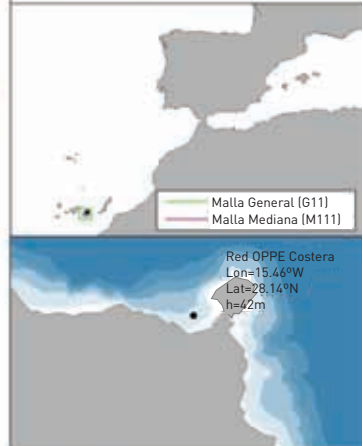 Malla General (G11)
Malla Mediana (M111)
Red OPPE Costera
Lon=15.46ºW
Lat=28.14ºN
h=42m